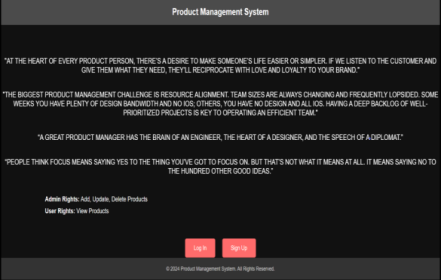 Product Management System
"AT THE HEART OF EVERY PRODUCT PERSON, THERE'S A DESIRE TO MAKE SOMEONE'S LIFE EASIER OR SIMPLER. IF WE LISTEN TO THE CUSTOMER AND
GIVE THEM WHAT THEY NEED, THEY'LL RECIPROCATE WITH LOVE AND LOYALTY TO YOUR BRAND."
"THE BIGGEST PRODUCT MANAGEMENT CHALLENGE IS RESOURCE ALIGNMENT. TEAM SIZES ARE ALWAYS CHANGING AND FREQUENTLY LOPSIDED. SOME
WEEKS YOU HAVE PLENTY OF DESIGN BANDWIDTH AND NO IOS; OTHERS, YOU HAVE NO DESIGN AND ALL IOS. HAVING A DEEP BACKLOG OF WELL-
PRIORITIZED PROJECTS IS KEY TO OPERATING AN EFFICIENT TEAM."
"A GREAT PRODUCT MANAGER HAS THE BRAIN OF AN ENGINEER, THE HEART OF A DESIGNER, AND THE SPEECH OF A DIPLOMAT."
"PEOPLE THINK FOCUS MEANS SAYING YES TO THE THING YOU'VE GOT TO FOCUS ON. BUT THAT'S NOT WHAT IT MEANS AT ALL. IT MEANS SAYING NO TO
THE HUNDRED OTHER GOOD IDEAS."
Admin Rights: Add, Update, Delete Products
User Rights: View Products
Log In Sign Up
© 2024 Product Management System. All Rights Reserved.